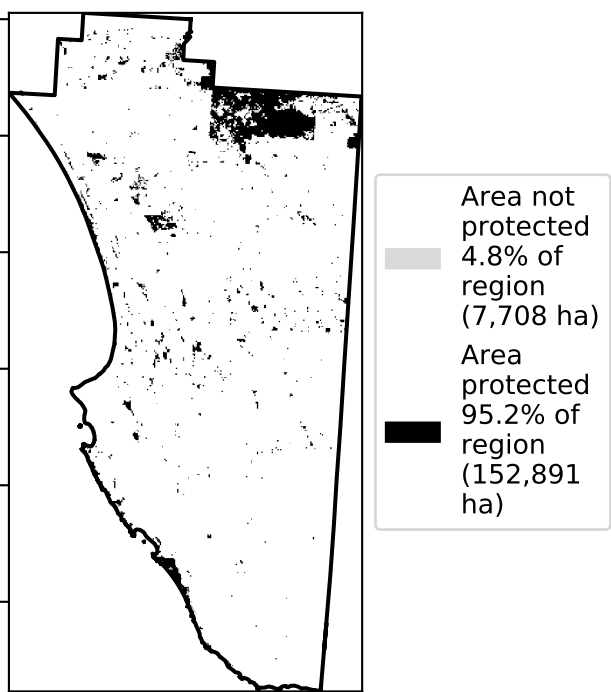 Area not
protected
4.8% of
region
(7,708 ha)
Area
protected
95.2% of
region
(152,891
ha)